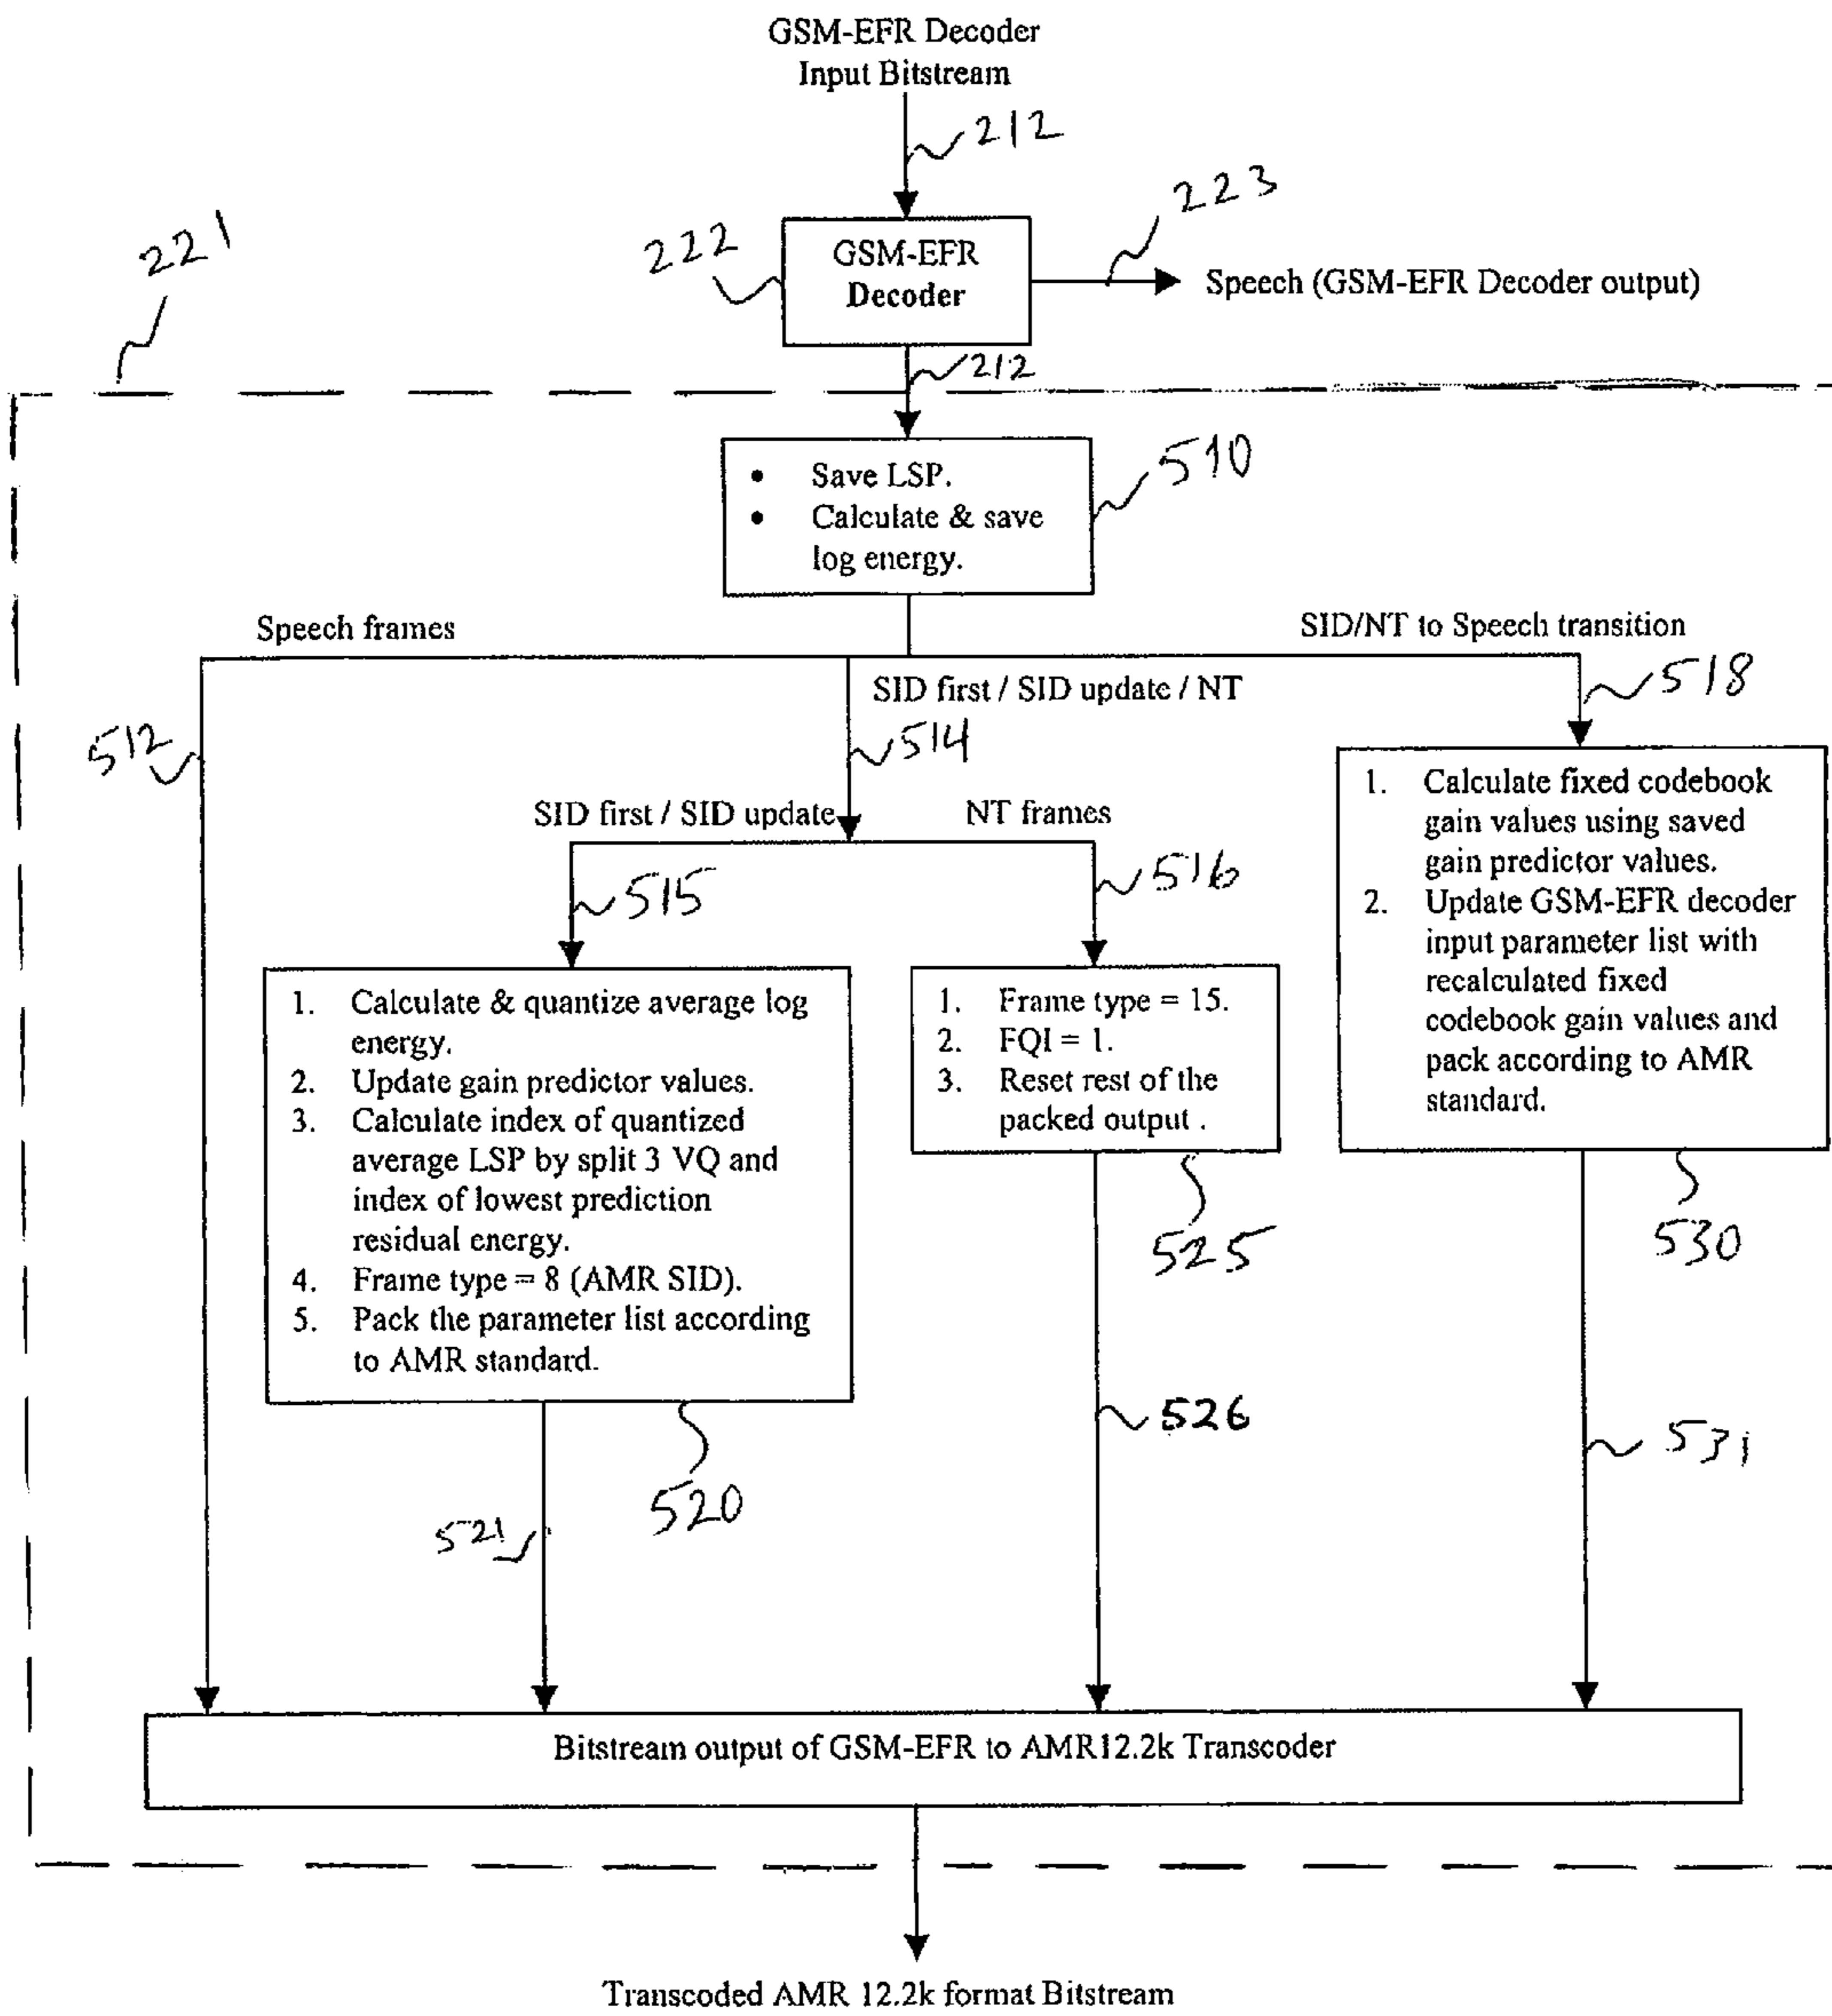 GSM-EFR Decoder
Input Bitstream
212
223
221
222
GSM-EFR
Decoder
Speech (GSM-EFR Decoder output)
212
• Save LSP.
• Calculate & save
log energy.
510
Speech frames
SID/NT to Speech transition
SID first / SID update / NT
518
512
514
SID first / SID update
NT frames
515
516
1. Calculate fixed codebook
gain values using saved
gain predictor values.
2. Update GSM-EFR decoder
input parameter list with
recalculated fixed
codebook gain values and
pack according to AMR
standard.
1. Calculate & quantize average log
energy.
2. Update gain predictor values.
3. Calculate index of quantized
average LSP by split 3 VQ and
index of lowest prediction
residual energy.
4. Frame type = 8 (AMR SID).
5. Pack the parameter list according
to AMR standard.
1. Frame type = 15.
2. FQI = 1.
3. Reset rest of the
packed output .
525
530
526
531
520
521
Bitstream output of GSM-EFR to AMR12.2k Transcoder
Transcoded AMR 12.2k format Bitstream